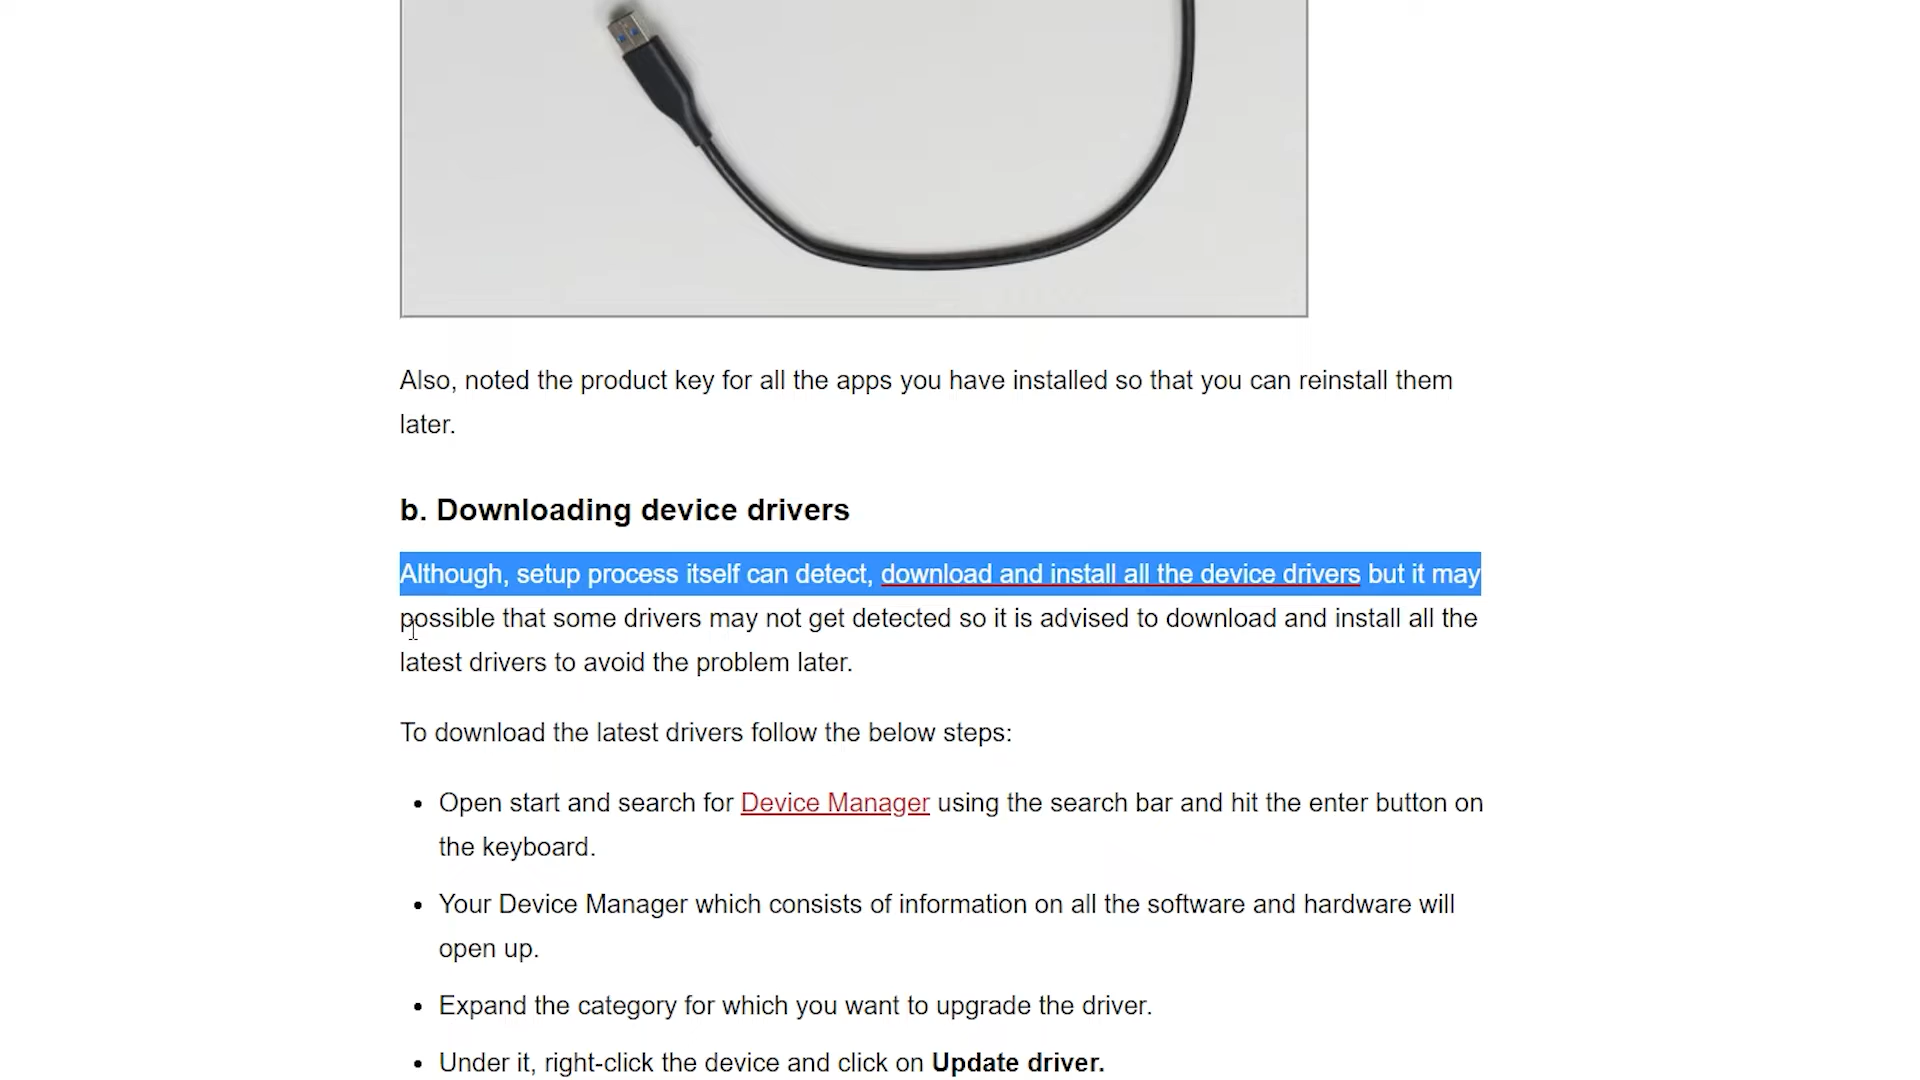 Also, noted the product key for all the apps you have installed so that you can reinstall them
later.
b. Downloading device drivers
Although, setup process itself can detect, download and install all the device drivers but it may
possible that some drivers may not get detected so it is advised to download and install all the
latest drivers to avoid the problem later.
To download the latest drivers follow the below steps:
• Open start and search for Device Manager using the search bar and hit the enter button on
the keyboard.
• Your Device Manager which consists of information on all the software and hardware will
open up.
• Expand the category for which you want to upgrade the driver.
• Under it, right-click the device and click on Update driver.